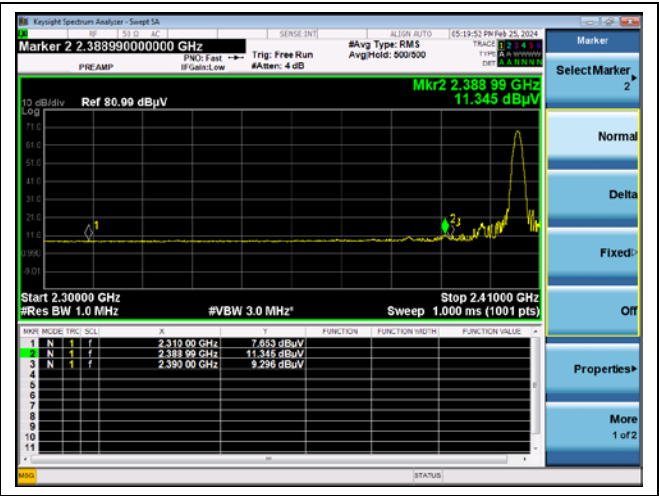 Keysight Spectrum Analyzer - Swept SA
RF 50 Ω AC SENSE:INT ALIGN AUTO 05:19:52 PM Feb 25, 2024
Marker 2 2.388990000000 GHz
PREAMP
PNO: Fast
IFGain:Low
Trig: Free Run
#Atten: 4 dB
#Avg Type: RMS
Avg|Hold: 500/500
TRACE 1 2 3 4 5 6
TYPE A A WWWW
DET A A N N N N
Mkr2 2.388 99 GHz
11.345 dBµV
10 dB/div Ref 80.99 dBµV
Log
71.0
61.0
51.0
41.0
31.0
21.0
11.0
0.990
-9.01
1
2
3
Start 2.30000 GHz Stop 2.41000 GHz
#Res BW 1.0 MHz #VBW 3.0 MHz* Sweep 1.000 ms (1001 pts)
MKR MODE TRC SCL X Y FUNCTION FUNCTION WIDTH FUNCTION VALUE
1 N 1 f 2.310 00 GHz 7.653 dBuV
2 N 1 f 2.388 99 GHz 11.345 dBuV
3 N 1 f 2.390 00 GHz 9.296 dBuV
4
5
6
7
8
9
10
11
MSG STATUS
Marker
Select Marker
2
Normal
Delta
Fixed
Off
Properties
More
1 of 2